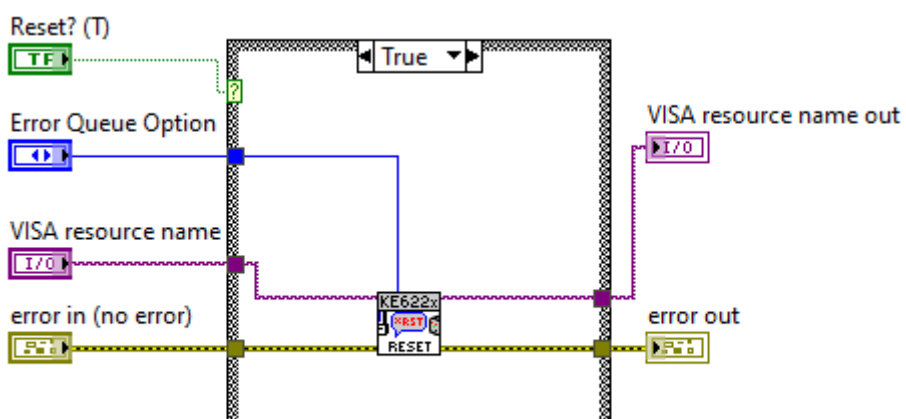 Reset? (T)
TF
True
?
Error Queue Option
VISA resource name out
I/O
VISA resource name
I/O
KE622x
*RST
RESET
error in (no error)
error out